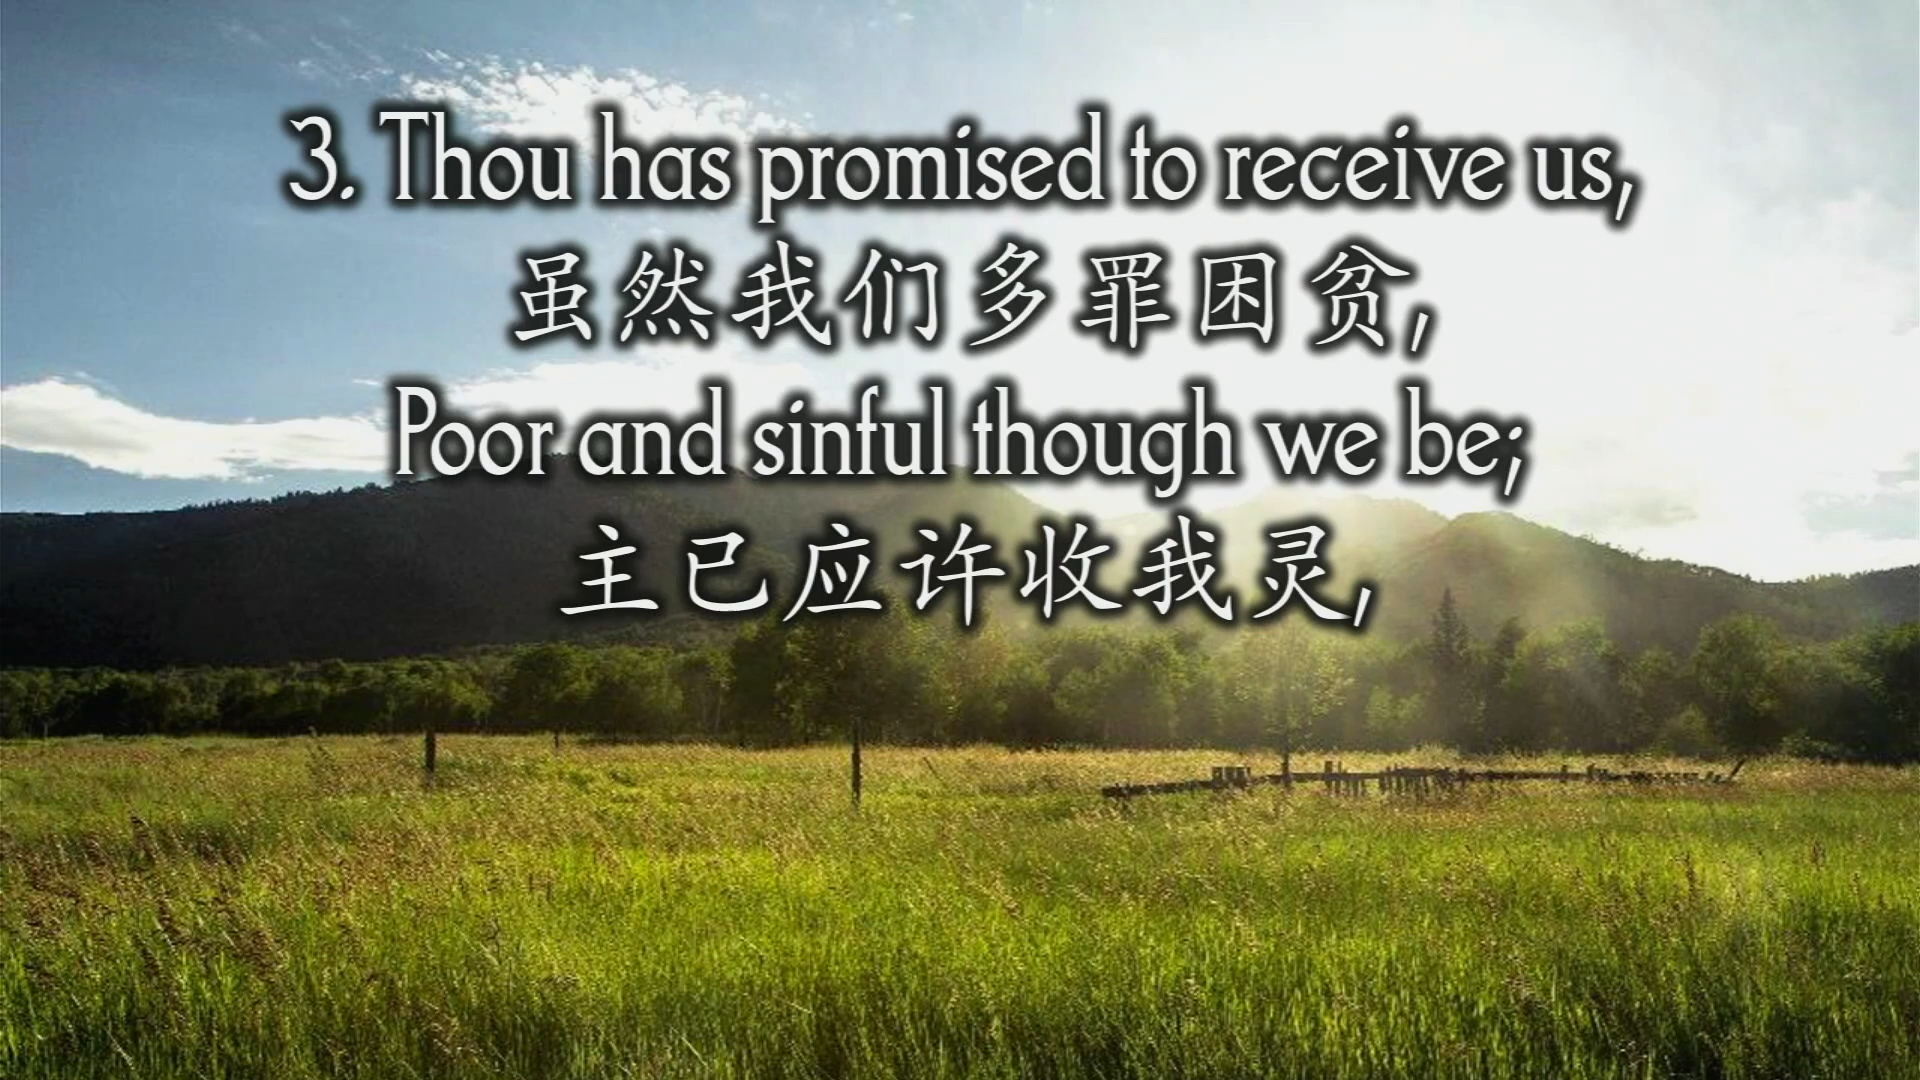 3. Thou has promised to receive us,
虽然我们多罪困贫,
Poor and sinful though we be;
主已应许收我灵,